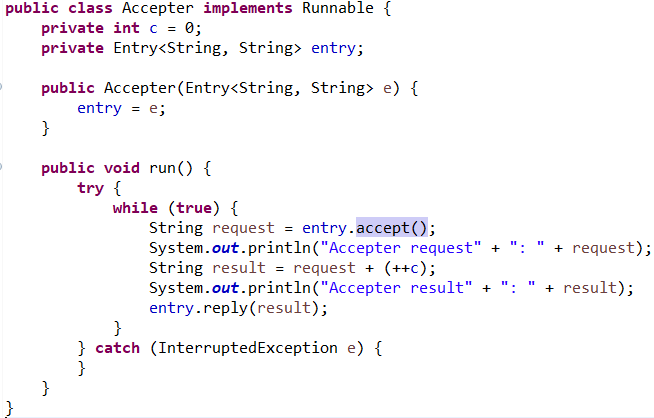 public class Accepter implements Runnable {
    private int c = 0;
    private Entry<String, String> entry;

    public Accepter(Entry<String, String> e) {
        entry = e;
    }

    public void run() {
        try {
            while (true) {
                String request = entry.accept();
                System.out.println("Accepter request" + ": " + request);
                String result = request + (++c);
                System.out.println("Accepter result" + ": " + result);
                entry.reply(result);
            }
        } catch (InterruptedException e) {
        }
    }
}